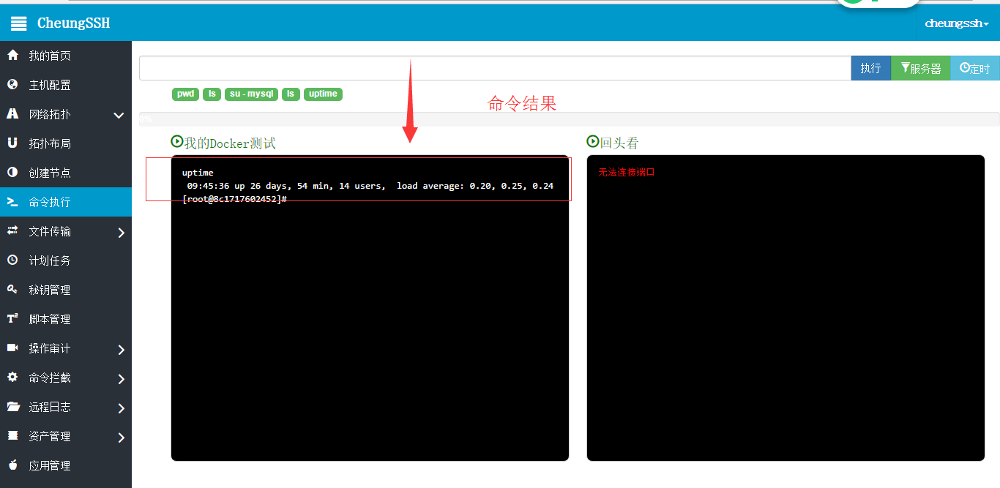 CheungSSH
cheungssh
我的首页
主机配置
网络拓扑
拓扑布局
创建节点
命令执行
文件传输
计划任务
秘钥管理
脚本管理
操作审计
命令拦截
远程日志
资产管理
应用管理
执行 服务器 定时
pwd ls su - mysql ls uptime
命令结果
0%
我的Docker测试
uptime
09:45:36 up 26 days, 54 min, 14 users, load average: 0.20, 0.25, 0.24
[root@8c1717602452]#
回头看
无法连接端口